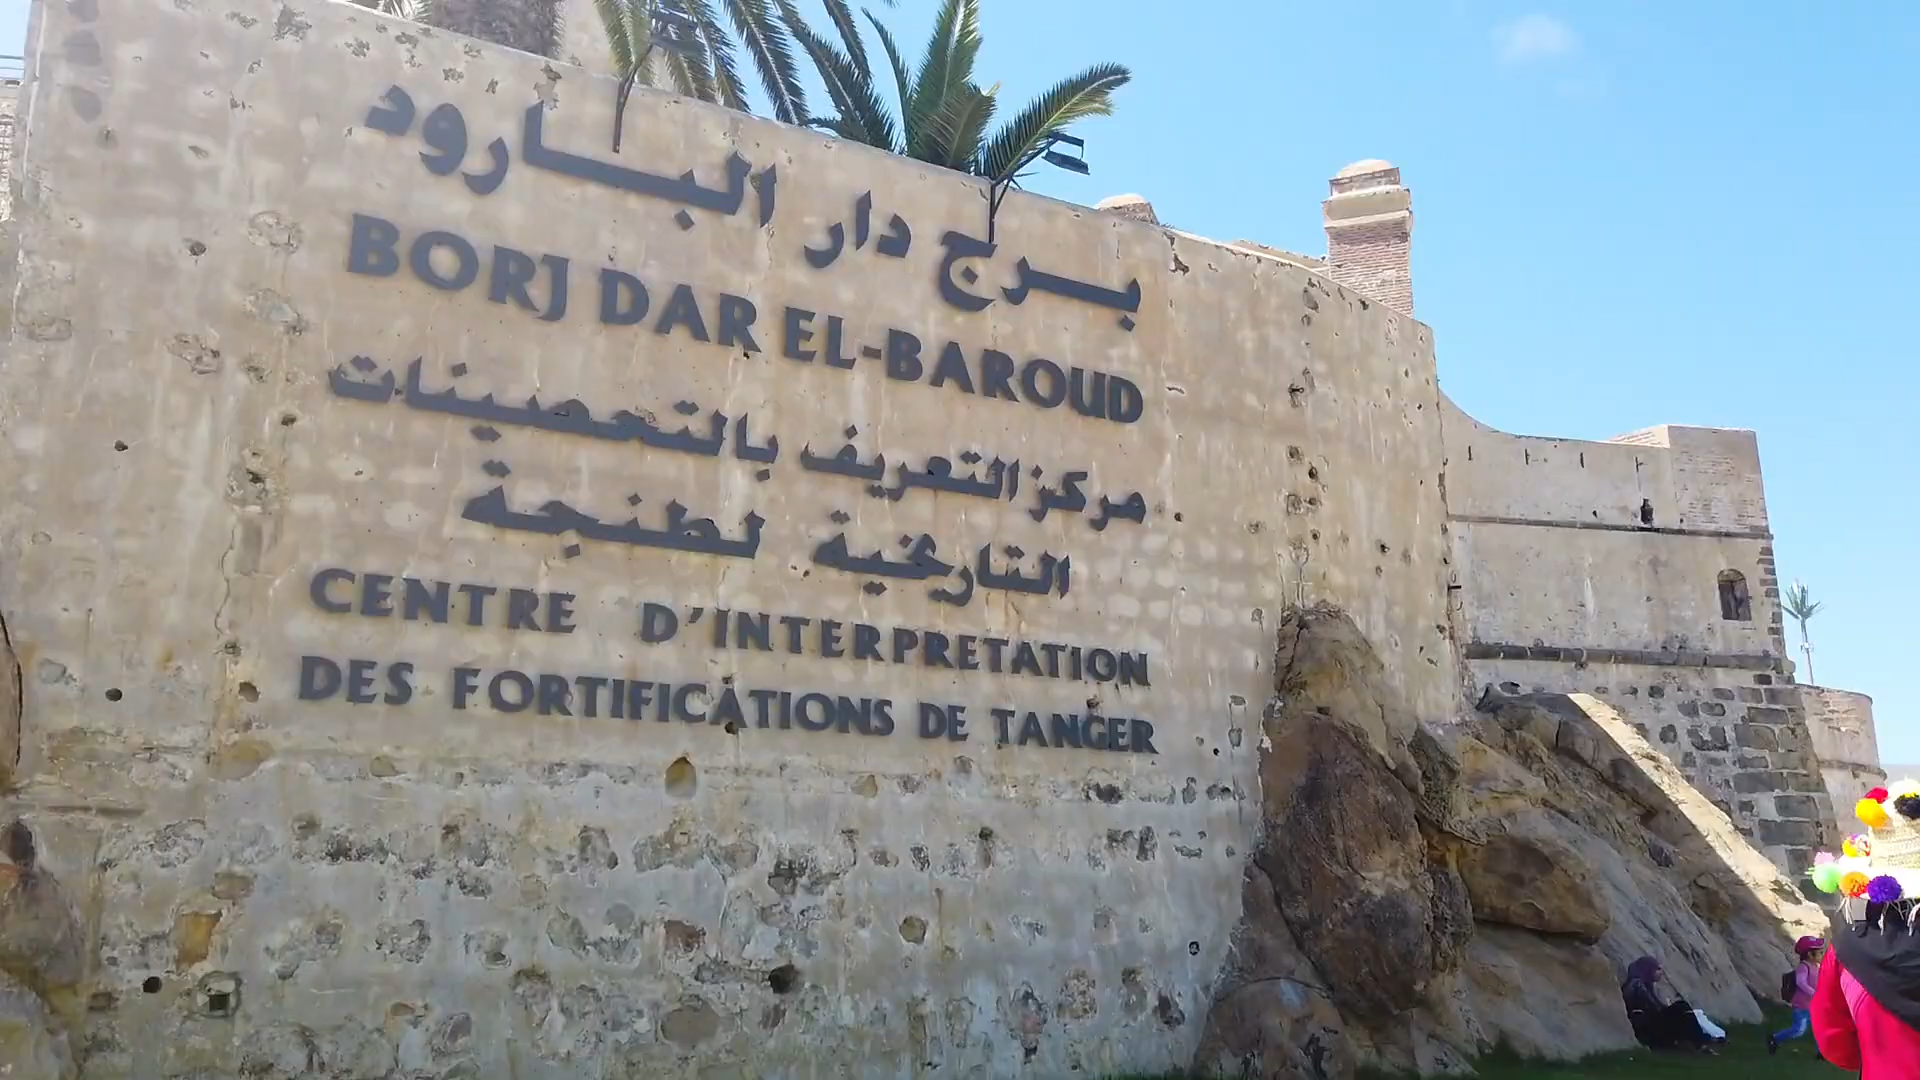 برج دار البارود
BORJ DAR EL-BAROUD
مركز التعريف بالتحصينات
التاريخية لطنجة
CENTRE D'INTERPRETATION
DES FORTIFICATIONS DE TANGER